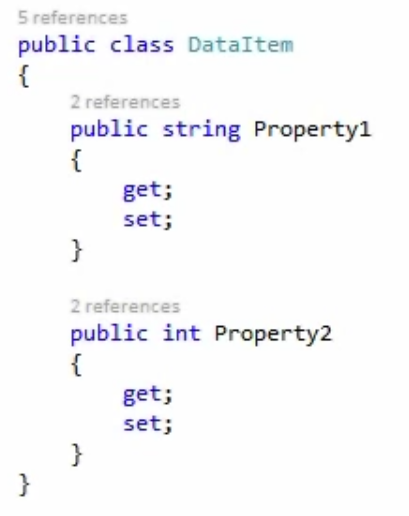 5 references
public class DataItem
{
2 references
public string Property1
{
get;
set;
}
2 references
public int Property2
{
get;
set;
}
}